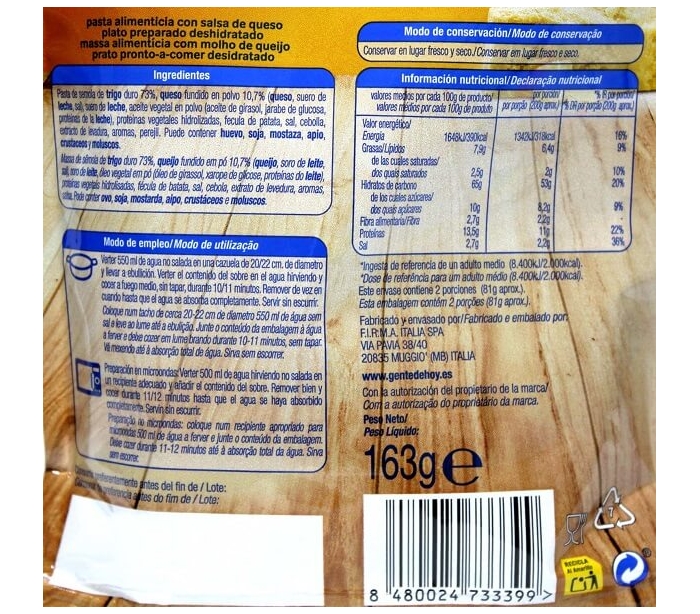 pasta alimenticia con salsa de queso
plato preparado deshidratado
massa alimentícia com molho de queijo
prato pronto-a-comer desidratado
Ingredientes
Pasta de sémola de trigo duro 73%, queso fundido en polvo 10,7% (queso, suero de
leche, sal), suero de leche, aceite vegetal en polvo (aceite de girasol, jarabe de glucosa,
proteínas de la leche), proteínas vegetales hidrolizadas, fécula de patata, sal, cebolla,
extracto de levadura, aromas, perejil. Puede contener huevo, soja, mostaza, apio,
crustáceos y moluscos.
Massa de sêmola de trigo duro 73%, queijo fundido em pó 10,7% (queijo, soro de leite,
sal), soro de leite, óleo vegetal em pó (óleo de girassol, xarope de glicose, proteínas do leite),
proteínas vegetais hidrolisadas, fécula de batata, sal, cebola, extrato de levedura, aromas,
salsa. Pode conter ovo, soja, mostarda, aipo, crustáceos e moluscos.
Modo de empleo/Modo de utilização
Verter 550 ml de agua no salada en una cazuela de 20/22 cm. de diametro
y llevar a ebullición. Verter el contenido del sobre en el agua hirviendo y
cocer a fuego medio, sin tapar, durante 10/11 minutos. Remover de vez en
cuando hasta que el agua se absorba completamente. Servir sin escurrir.
Coloque num tacho de cerca 20-22 cm de diametro 550 ml de água sem
sal e leve ao lume até a ebulição. Junte o conteúdo da embalagem à água
a ferver e deixe cozer em lume brando durante 10-11 minutos, sem tapar.
Vá mexendo até à absorção total da água. Sirva sem escorrer.
Preparación en microondas: Verter 500 ml de agua hirviendo no salada en
un recipiente adecuado y añadir el contenido del sobre. Remover bien y
cocer durante 11/12 minutos hasta que el agua se haya absorbido
completamente. Servir sin escurrir.
Preparação no microondas: coloque num recipiente apropriado para
microondas 500 ml de água a ferver e junte o conteúdo da embalagem.
Deixe cozer durante 11-12 minutos até à absorção total da água. Sirva
sem escorrer.
Consumir preferentemente antes del fin de / Lote:
Consumir de preferência antes do fim de / Lote:
Modo de conservación/Modo de conservação
Conservar en lugar fresco y seco./Conservar em lugar fresco e seco.
Información nutricional/Declaração nutricional
valores medios por cada 100g de producto/ por porción/ % IR por porción/
valores médios por cada 100g de produto por porção (200g aprox.) % DR por porção (200g aprox.)
Valor energético/
Energia 1648kJ/390kcal 1342kJ/318kcal 16%
Grasas/Lípidos 7,9g 6,4g 9%
de las cuales saturadas/
dos quais saturados 2,5g 2g 10%
Hidratos de carbono 65g 53g 20%
de los cuales azúcares/
dos quais açúcares 10g 8,2g 9%
Fibra alimentaria/Fibra 2,7g 2,2g
Proteínas 13,5g 11g 22%
Sal 2,7g 2,2g 36%
*Ingesta de referencia de un adulto medio (8.400kJ/2.000kcal).
*Dose de referência para um adulto médio (8.400kJ/2.000kcal).
Este envase contiene 2 porciones (81g aprox.).
Esta embalagem contém 2 porções (81g aprox.).
Fabricado y envasado por/Fabricado e embalado por:
F.I.R.M.A. ITALIA SPA
VIA PAVIA 38/40
20835 MUGGIO' (MB) ITALIA
www.gentedehoy.es
Con la autorización del propietario de la marca/
Com a autorização do proprietário da marca.
Peso Neto/
Peso Líquido:
163g e
8 480024 733399 >
7
RECICLA
Al Amarillo